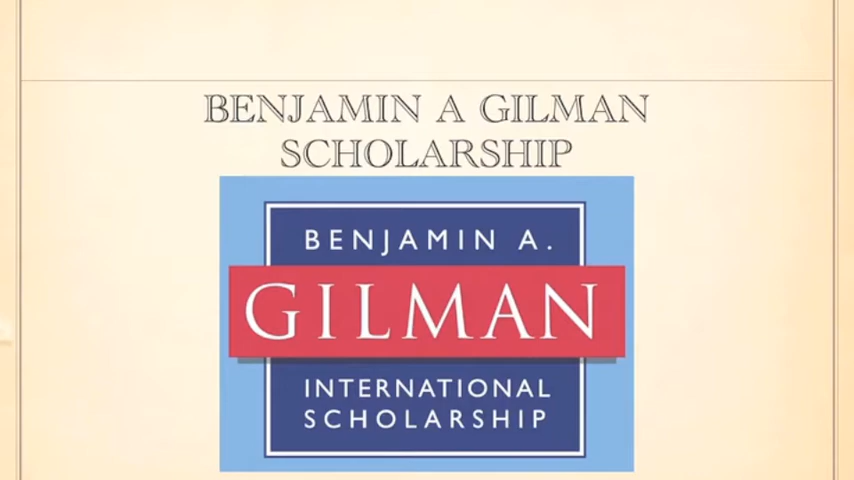 BENJAMIN A GILMAN
SCHOLARSHIP
BENJAMIN A.
GILMAN
INTERNATIONAL
SCHOLARSHIP